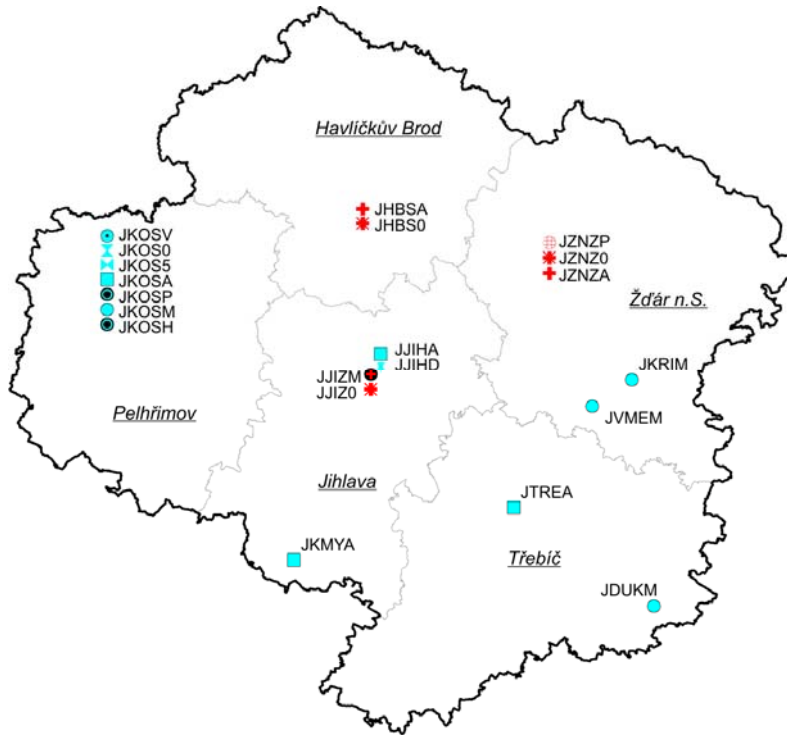 Havlíčkův Brod
JHBSA
JHBS0
JKOSV
JKOS0
JKOS5
JKOSA
JKOSP
JKOSM
JKOSH
JZNZP
JZNZ0
JZNZA
Žďár n.S.
JJIHA
JJIHD
JJIZM
JJIZ0
JKRIM
JVMEM
Pelhřimov
Jihlava
JTREA
JKMYA
Třebíč
JDUKM